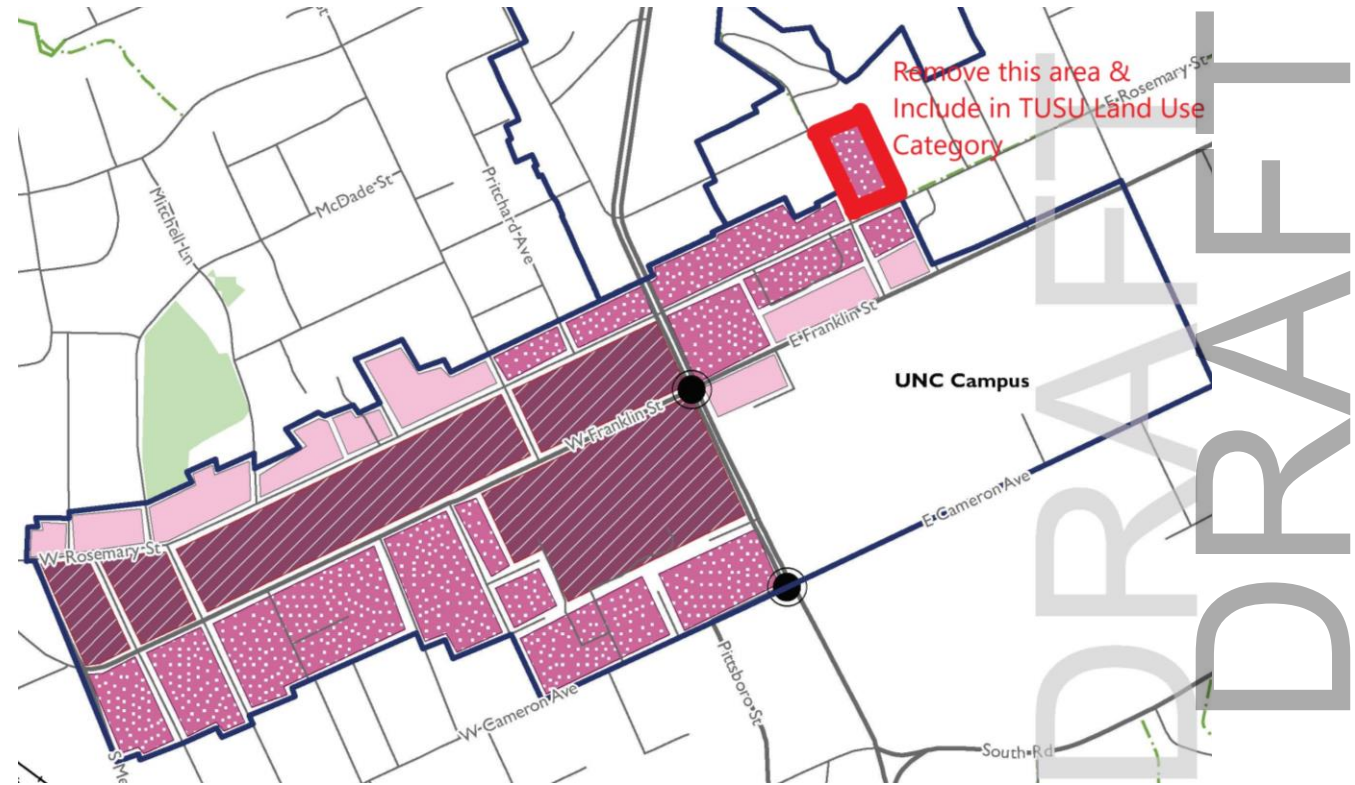 Remove this area &
Include in TUSU Land Use
Category
E-Rosemary-St
McDade-St
Pritchard-Ave
Mitchell-Ln
E-Franklin-St
UNC Campus
W-Franklin-St
E-Cameron-Ave
W-Rosemary-St
Pittsboro-St
W-Cameron-Ave
South-Rd
S-Me
DRAFT
DRAFT